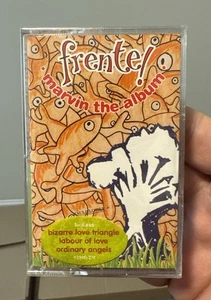 frente!
marvin the album
bizarre love triangle
labour of love
ordinary angels